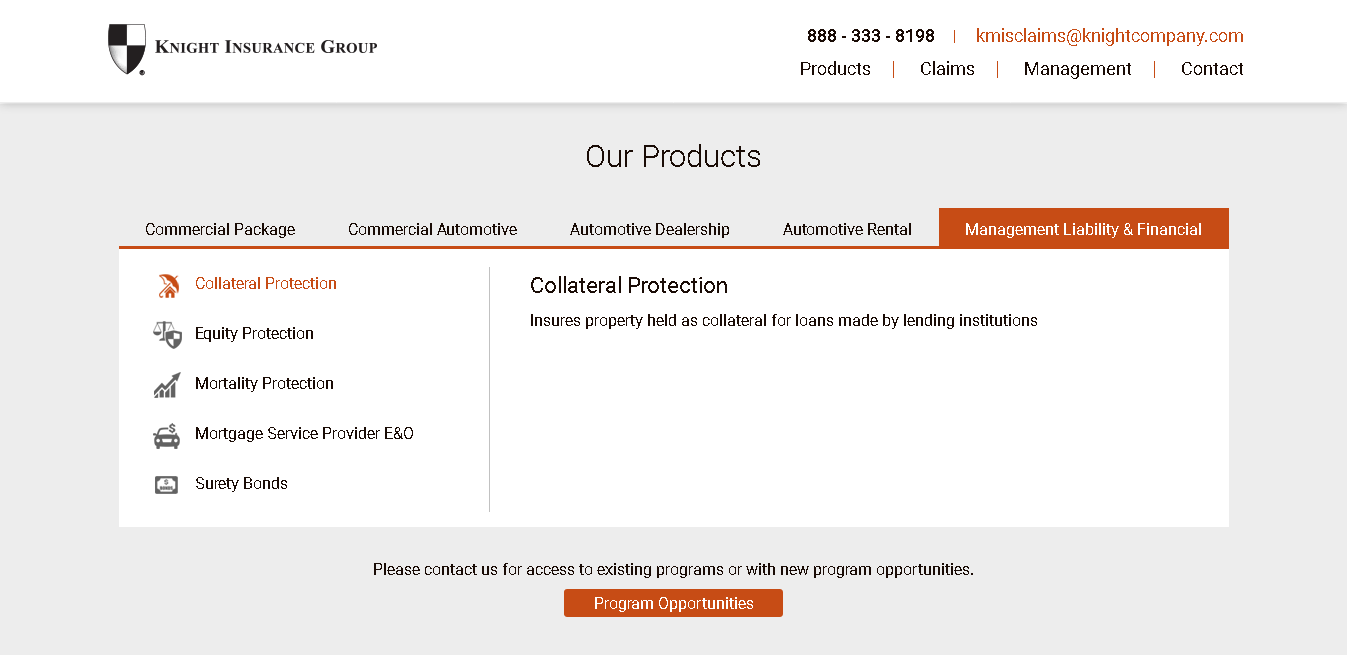 KNIGHT INSURANCE GROUP
888 - 333 - 8198 | kmisclaims@knightcompany.com
Products | Claims | Management | Contact
Our Products
Commercial Package Commercial Automotive Automotive Dealership Automotive Rental Management Liability & Financial
Collateral Protection
Equity Protection
Mortality Protection
Mortgage Service Provider E&O
Surety Bonds
Collateral Protection
Insures property held as collateral for loans made by lending institutions
Please contact us for access to existing programs or with new program opportunities.
Program Opportunities